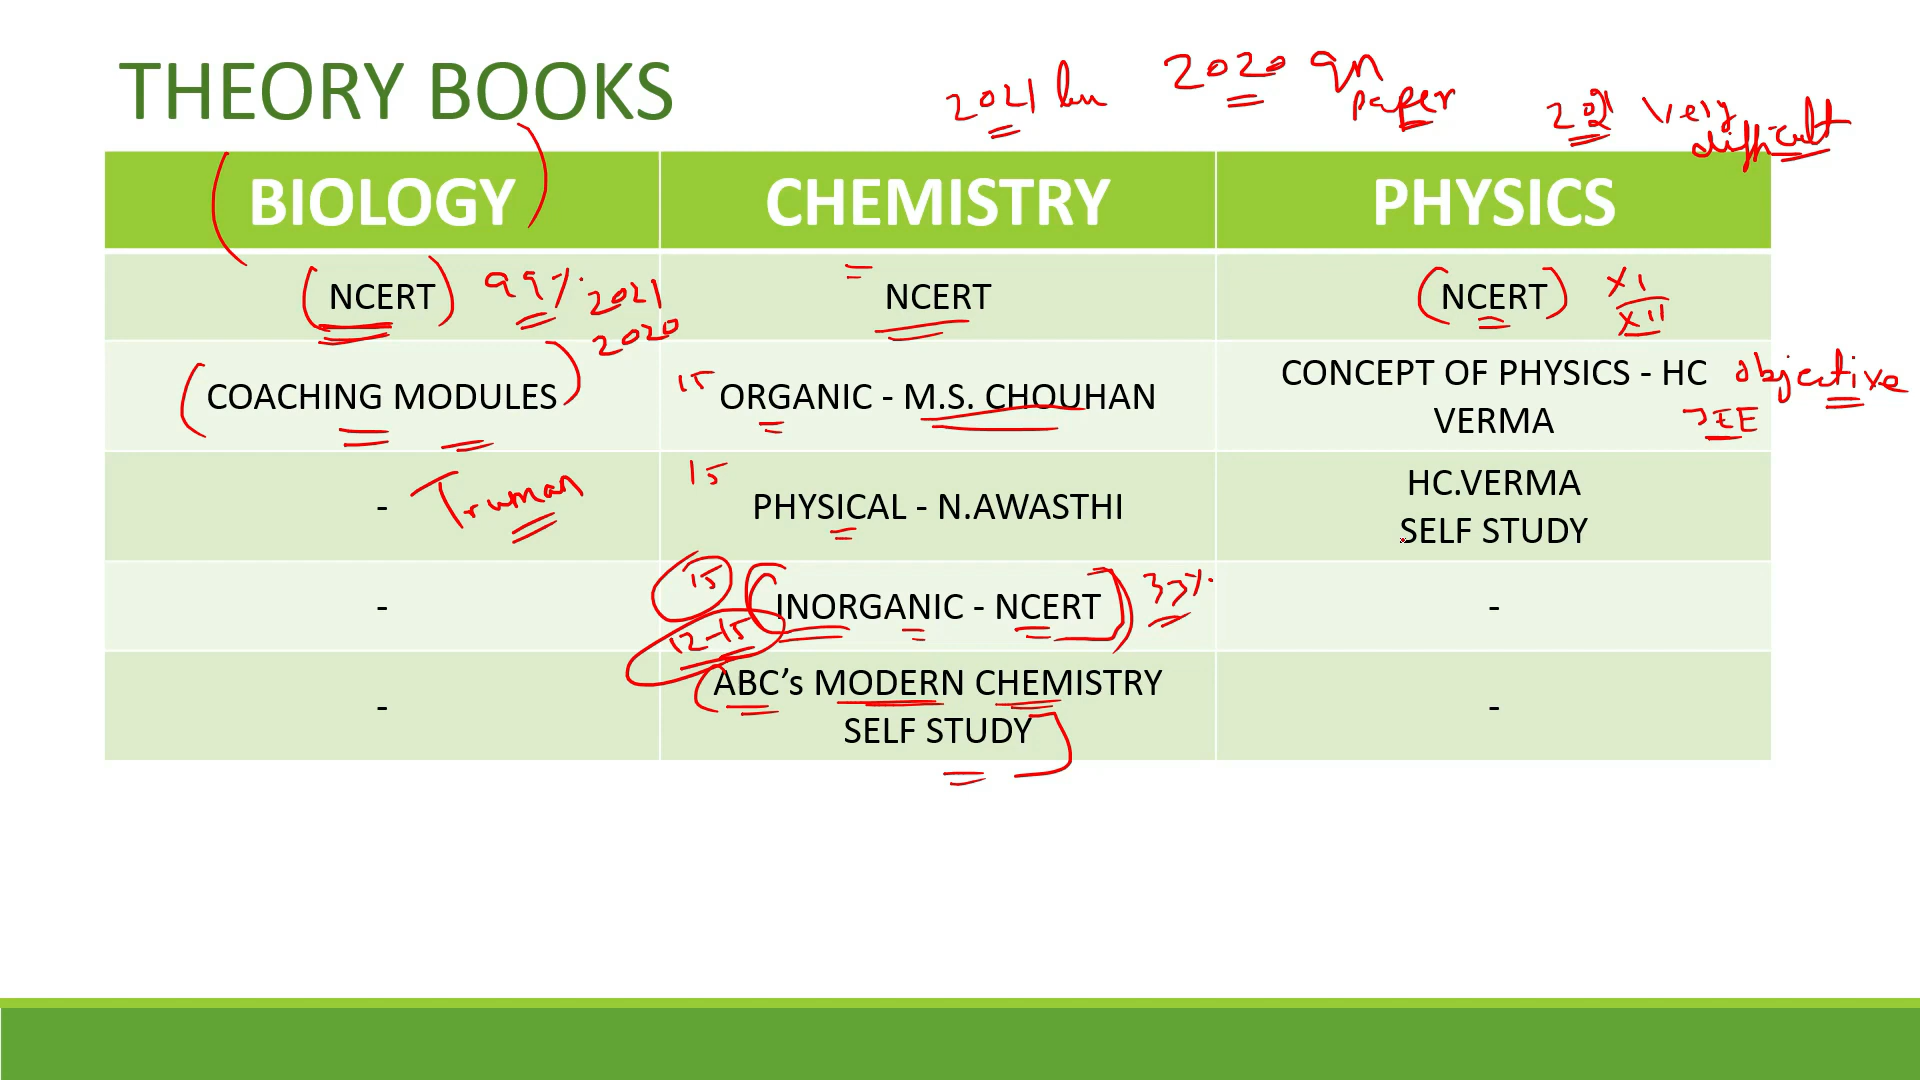 THEORY BOOKS
2021
2020 qn
paper
2021 very
difficult
BIOLOGY CHEMISTRY PHYSICS
NCERT 99% 2021 NCERT NCERT XI
2020 XII
COACHING MODULES 15 ORGANIC - M.S. CHOUHAN CONCEPT OF PHYSICS - HC objective
VERMA JEE
- Truman 15 PHYSICAL - N.AWASTHI HC.VERMA
SELF STUDY
- 15 INORGANIC - NCERT 33% -
12-15
- ABC’s MODERN CHEMISTRY -
SELF STUDY